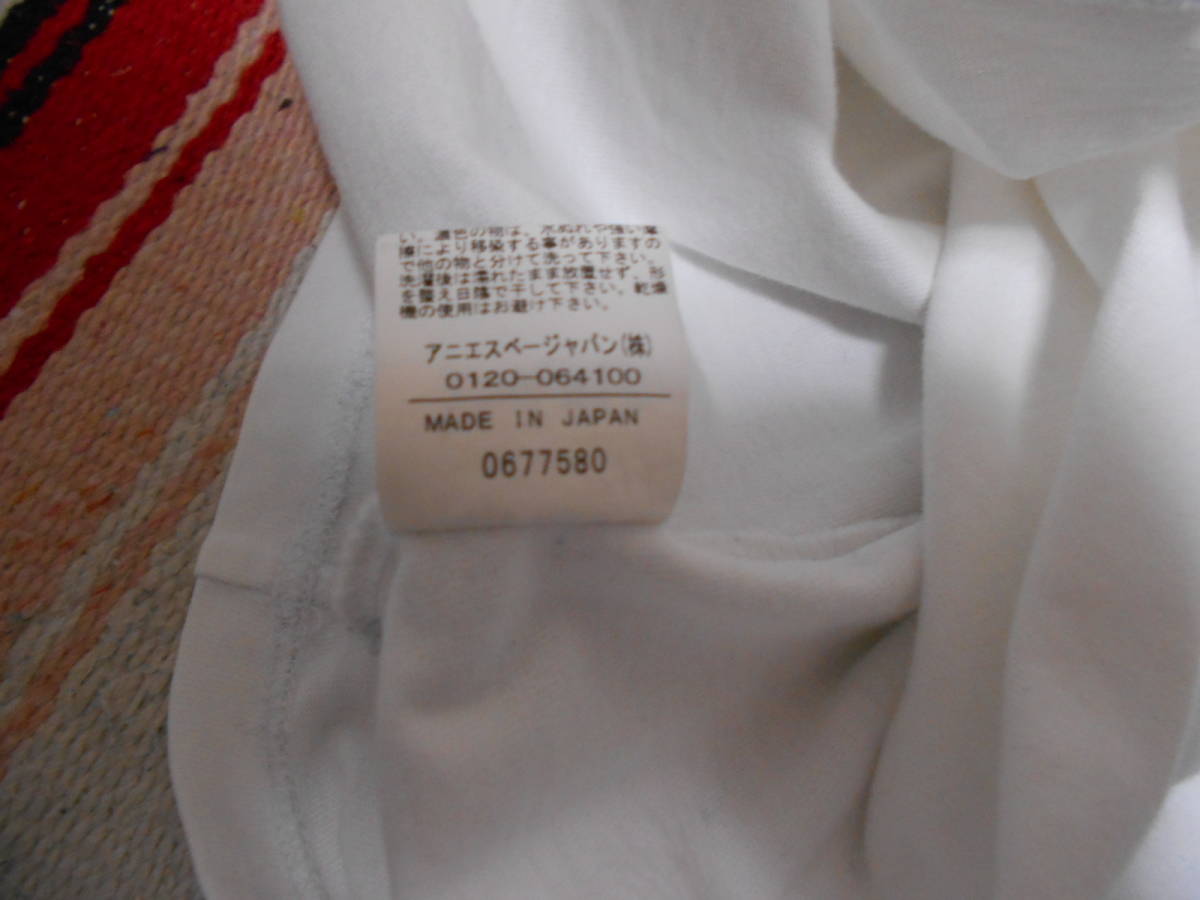 い。濃色の物は、水ぬれや強い摩
擦により移染する事がありますの
で他の物と分けて洗って下さい。
洗濯後は濡れたまま放置せず、形
を整え日陰で干して下さい。乾燥
機の使用はお避け下さい。
アニエスベージャパン(株)
0120-064100
MADE IN JAPAN
0677580